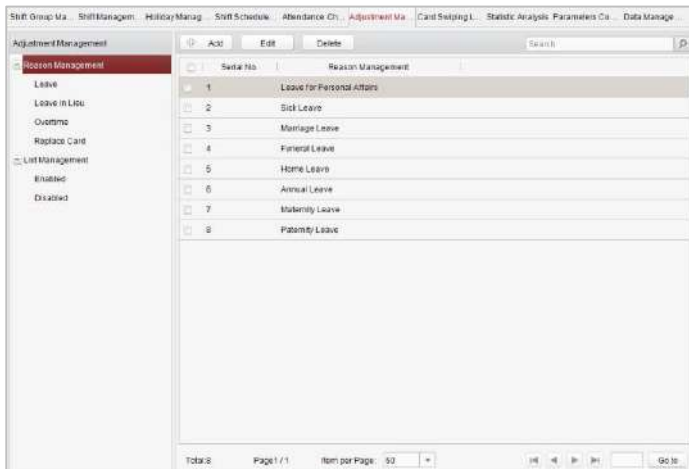 Shift Group Ma... Shift Managem... Holiday Manag... Shift Schedule... Attendance Ch... Adjustment Ma... Card Swiping L... Statistic Analysis Parameters Co... Data Manage...
Adjustment Management
Add Edit Delete Search
Reason Management
Serial No. Reason Management
Leave
1 Leave for Personal Affairs
Leave in Lieu
2 Sick Leave
Overtime
3 Marriage Leave
Replace Card
4 Funeral Leave
List Management
5 Home Leave
Enabled
6 Annual Leave
Disabled
7 Maternity Leave
8 Paternity Leave
Total:8 Page1 / 1 Item per Page: 50 Go to